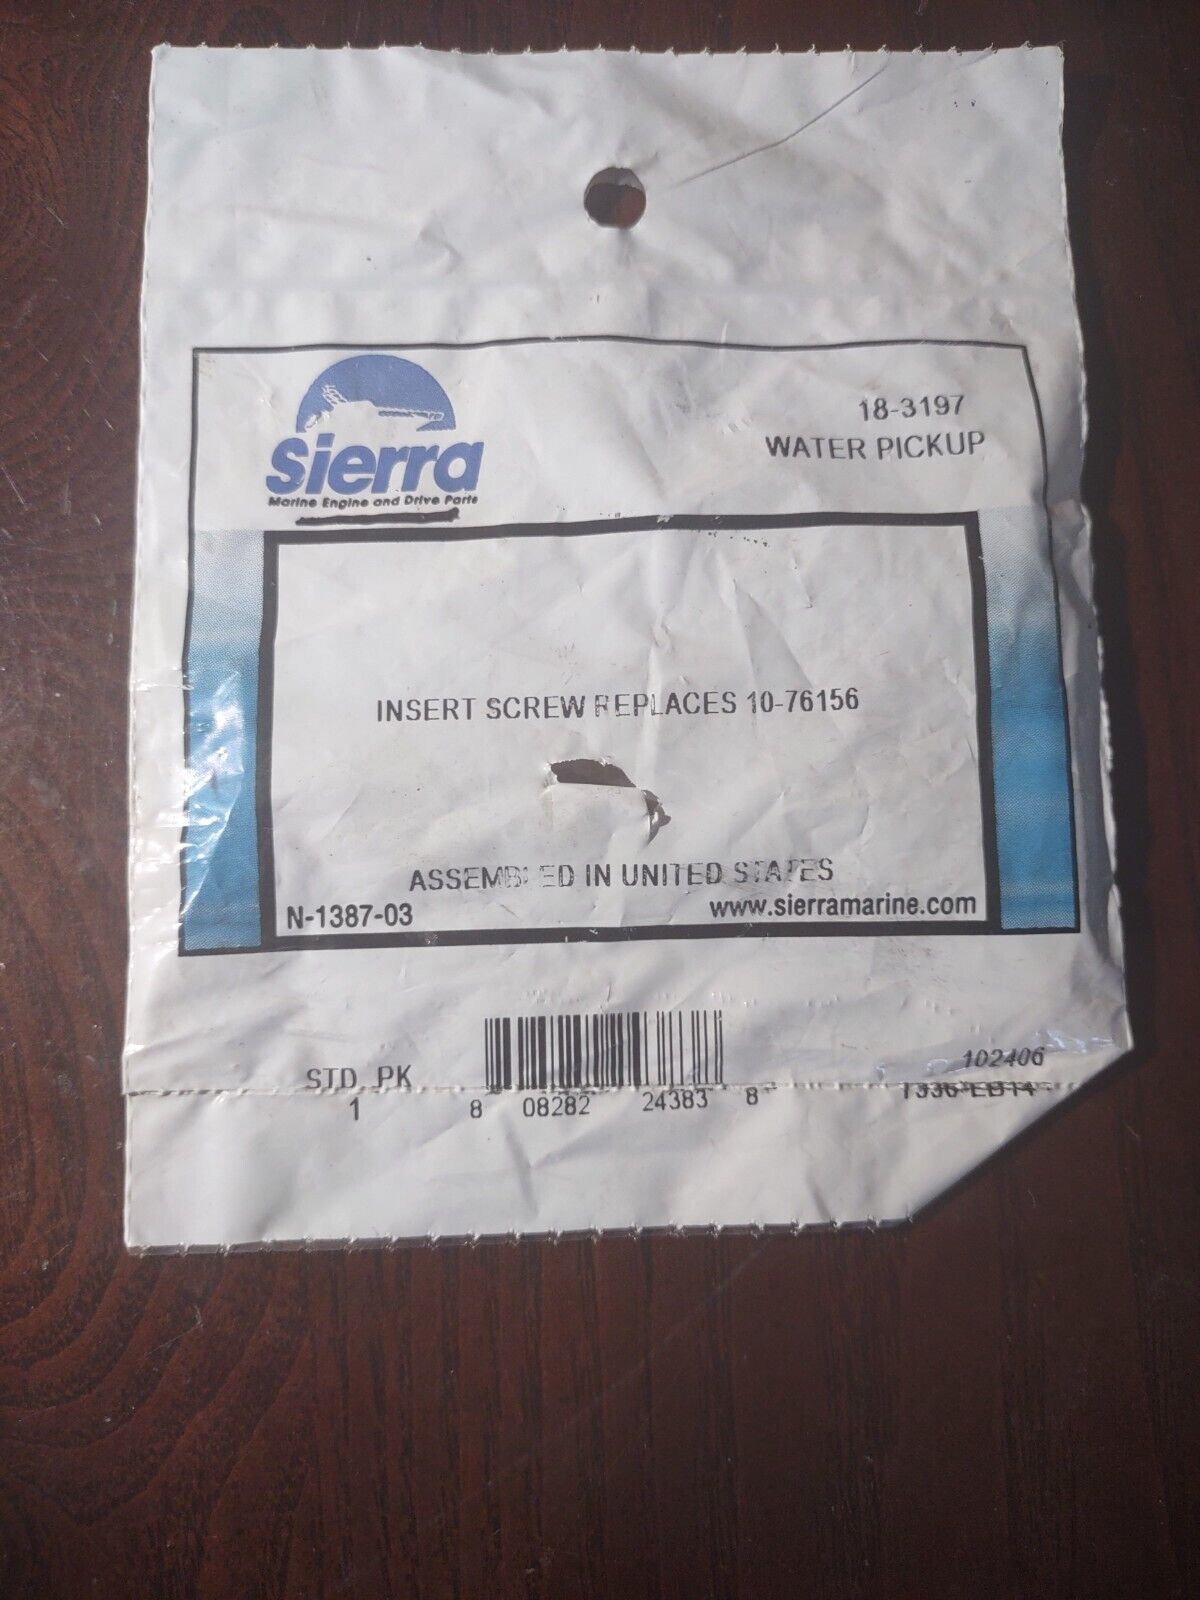 Sierra
Marine Engine and Drive Parts
18-3197
WATER PICKUP
INSERT SCREW REPLACES 10-76156
ASSEMBLED IN UNITED STATES
N-1387-03
www.sierramarine.com
STD. PK
1
8 08282 24383 8
102406